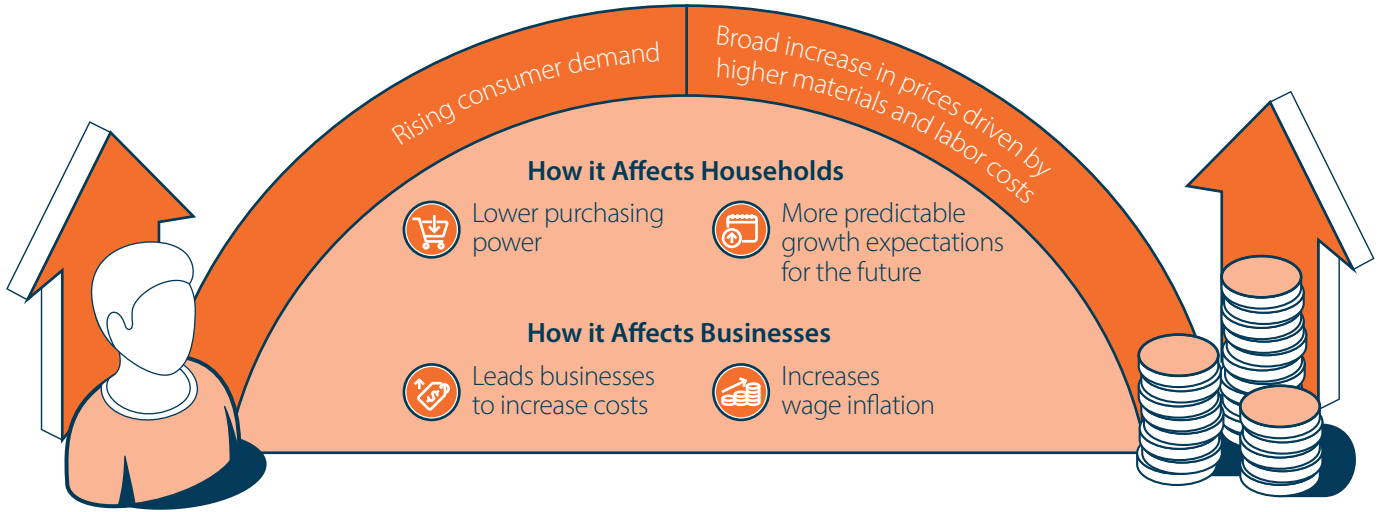 Rising consumer demand
Broad increase in prices driven by
higher materials and labor costs
How it Affects Households
Lower purchasing
power
More predictable
growth expectations
for the future
How it Affects Businesses
Leads businesses
to increase costs
Increases
wage inflation
$